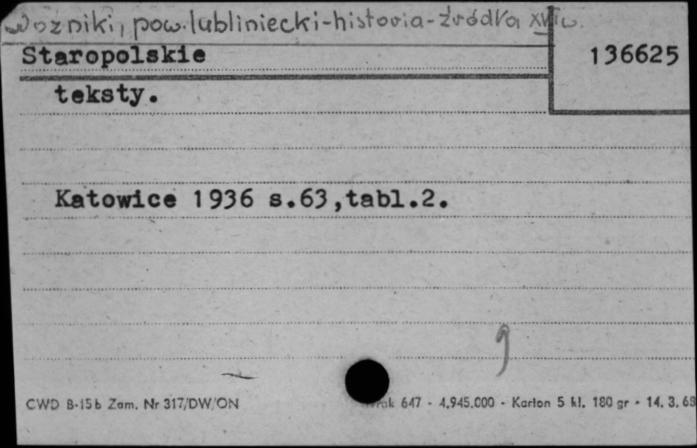 Woźniki, pow. lubliniecki-historia-źródła XVI w.
Staropolskie
136625
teksty.
Katowice 1936 s.63,tabl.2.
CWD B-15b Zam. Nr 317/DW/ON
647 - 4.945.000 - Karton 5 kl. 180 gr - 14. 3. 68